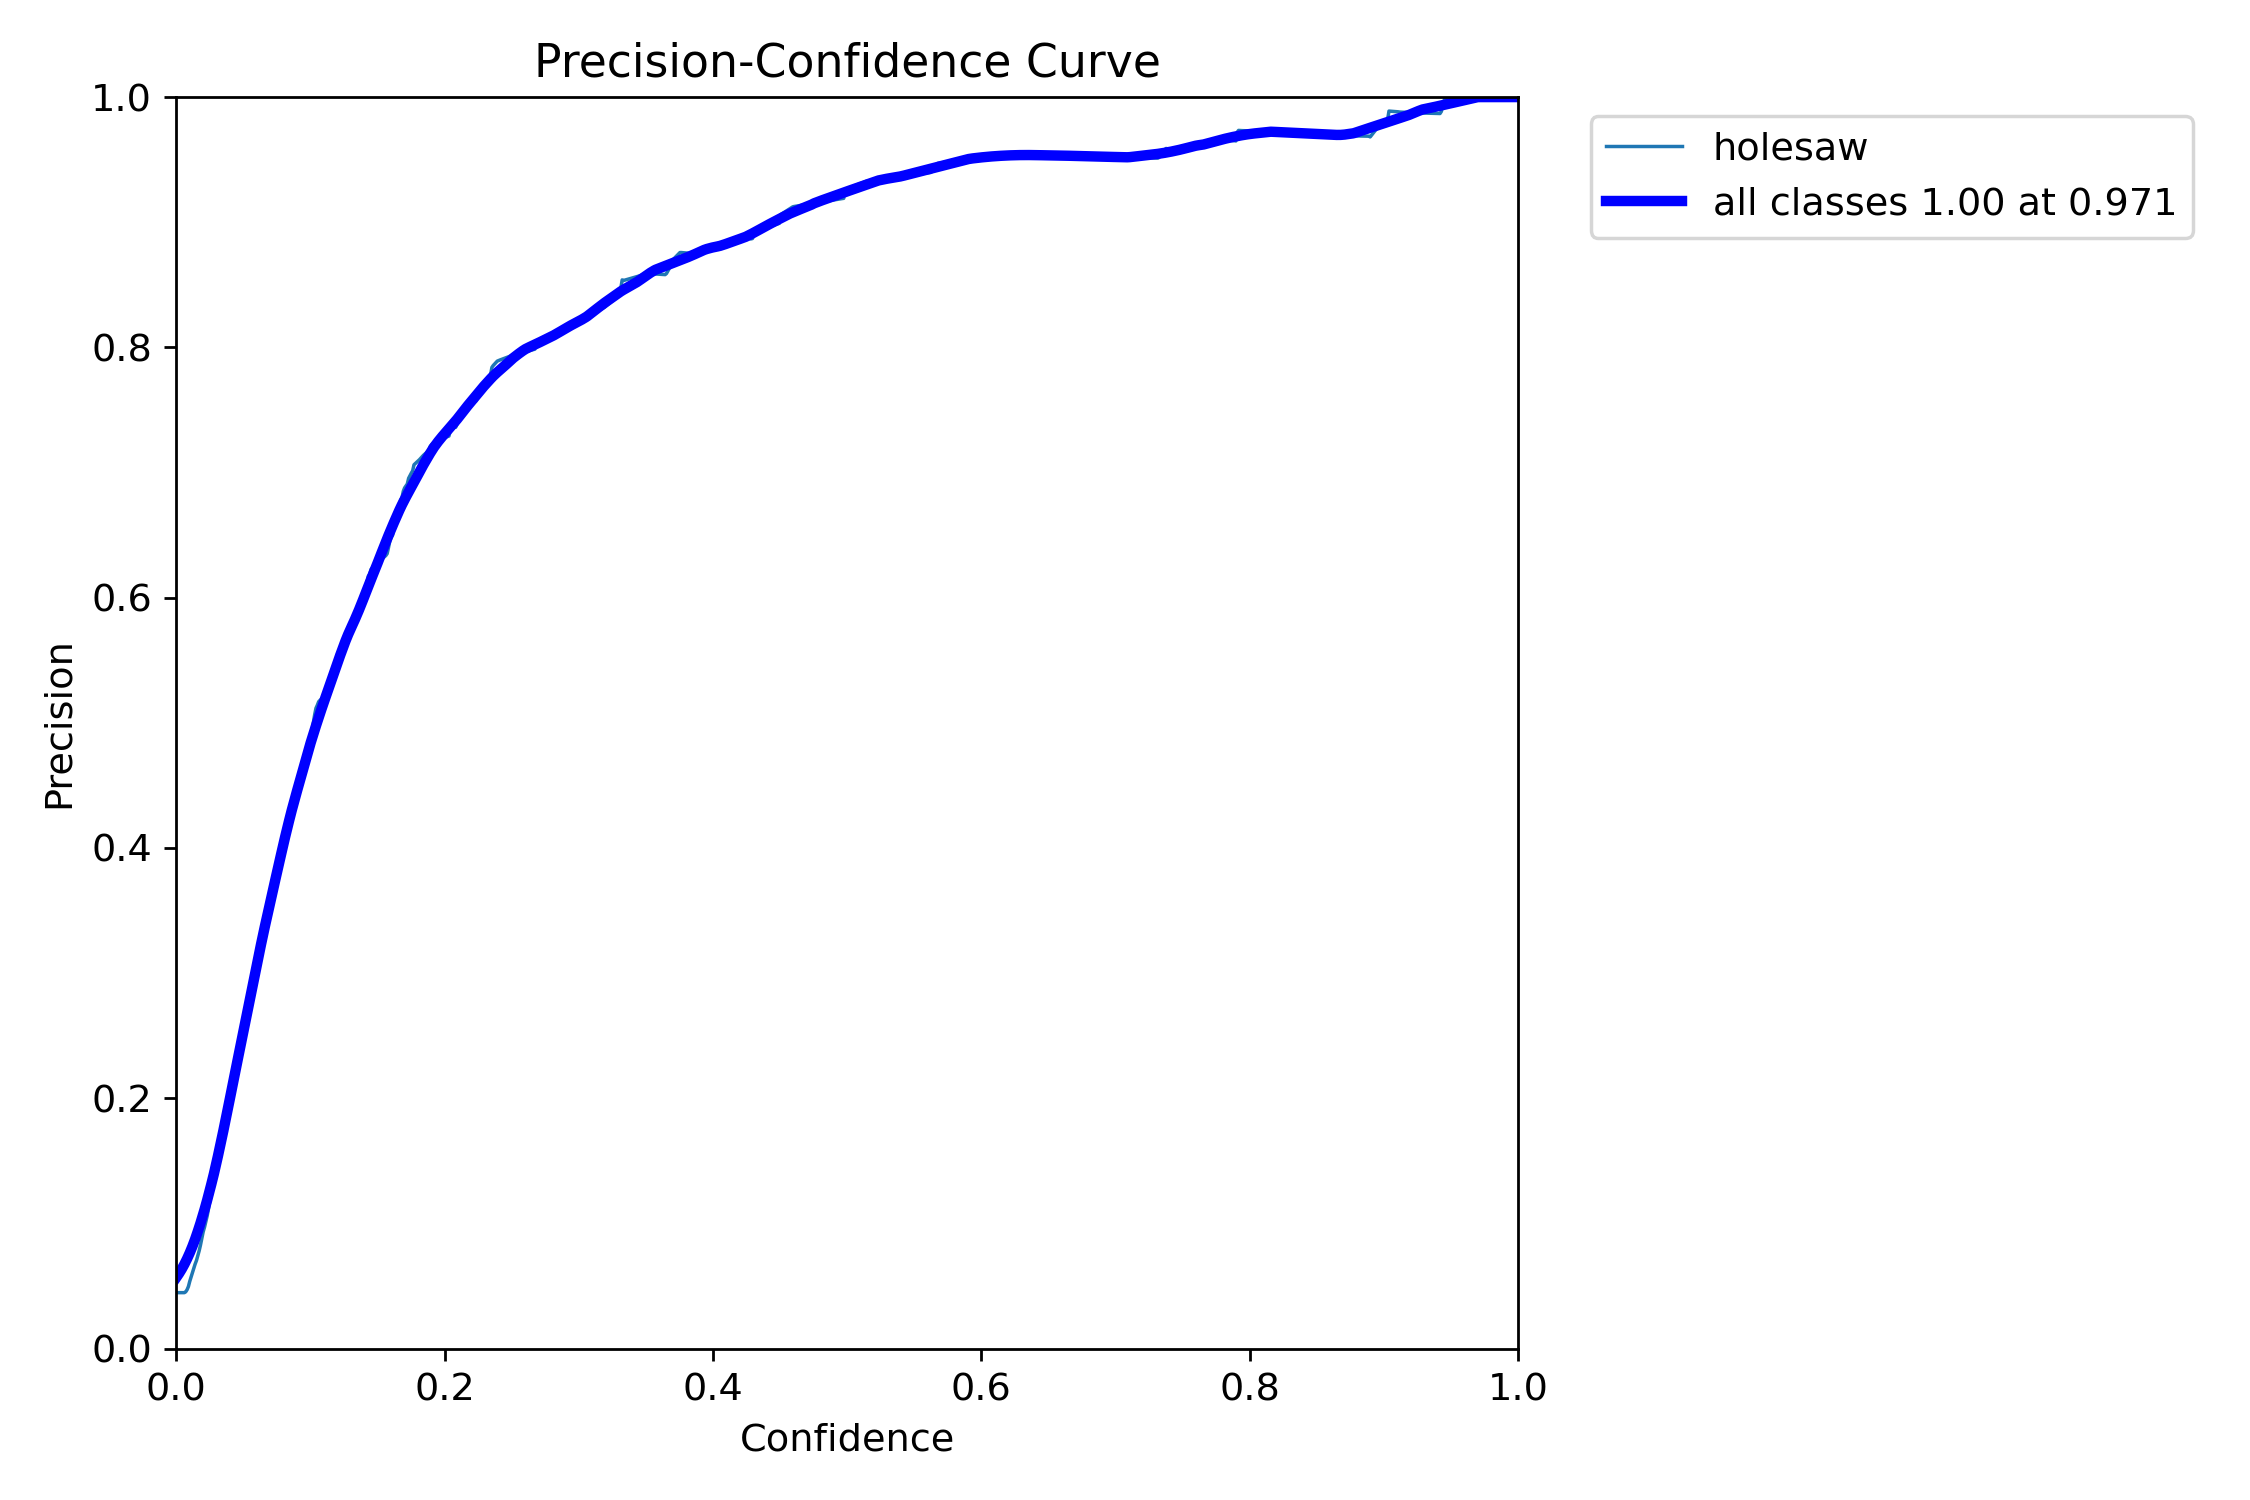 Precision-Confidence Curve
holesaw
all classes 1.00 at 0.971
1.0
0.8
0.6
0.4
0.2
0.0
Precision
0.0 0.2 0.4 0.6 0.8 1.0
Confidence